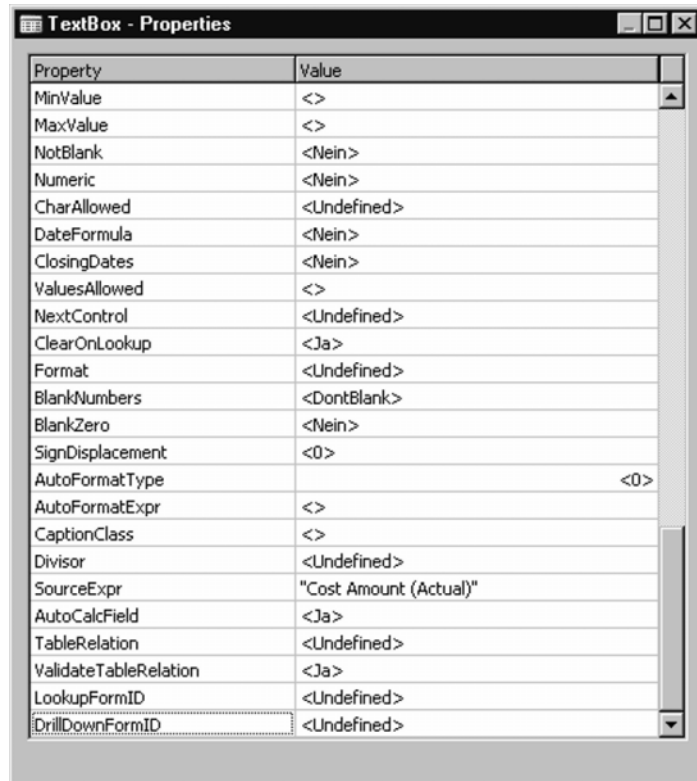 TextBox - Properties
Property Value
MinValue <>
MaxValue <>
NotBlank <Nein>
Numeric <Nein>
CharAllowed <Undefined>
DateFormula <Nein>
ClosingDates <Nein>
ValuesAllowed <>
NextControl <Undefined>
ClearOnLookup <Ja>
Format <Undefined>
BlankNumbers <DontBlank>
BlankZero <Nein>
SignDisplacement <0>
AutoFormatType <0>
AutoFormatExpr <>
CaptionClass <>
Divisor <Undefined>
SourceExpr "Cost Amount (Actual)"
AutoCalcField <Ja>
TableRelation <Undefined>
ValidateTableRelation <Ja>
LookupFormID <Undefined>
DrillDownFormID <Undefined>